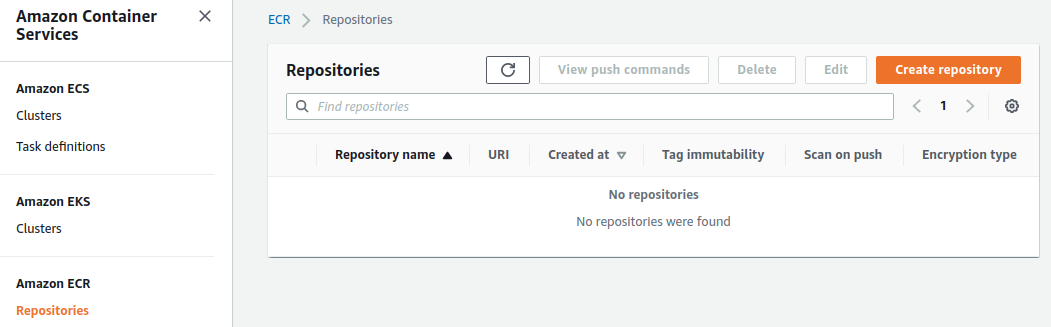 Amazon Container
Services
Amazon ECS
Clusters
Task definitions
Amazon EKS
Clusters
Amazon ECR
Repositories
ECR Repositories
Repositories View push commands Delete Edit Create repository
Find repositories 1
Repository name URI Created at Tag immutability Scan on push Encryption type
No repositories
No repositories were found